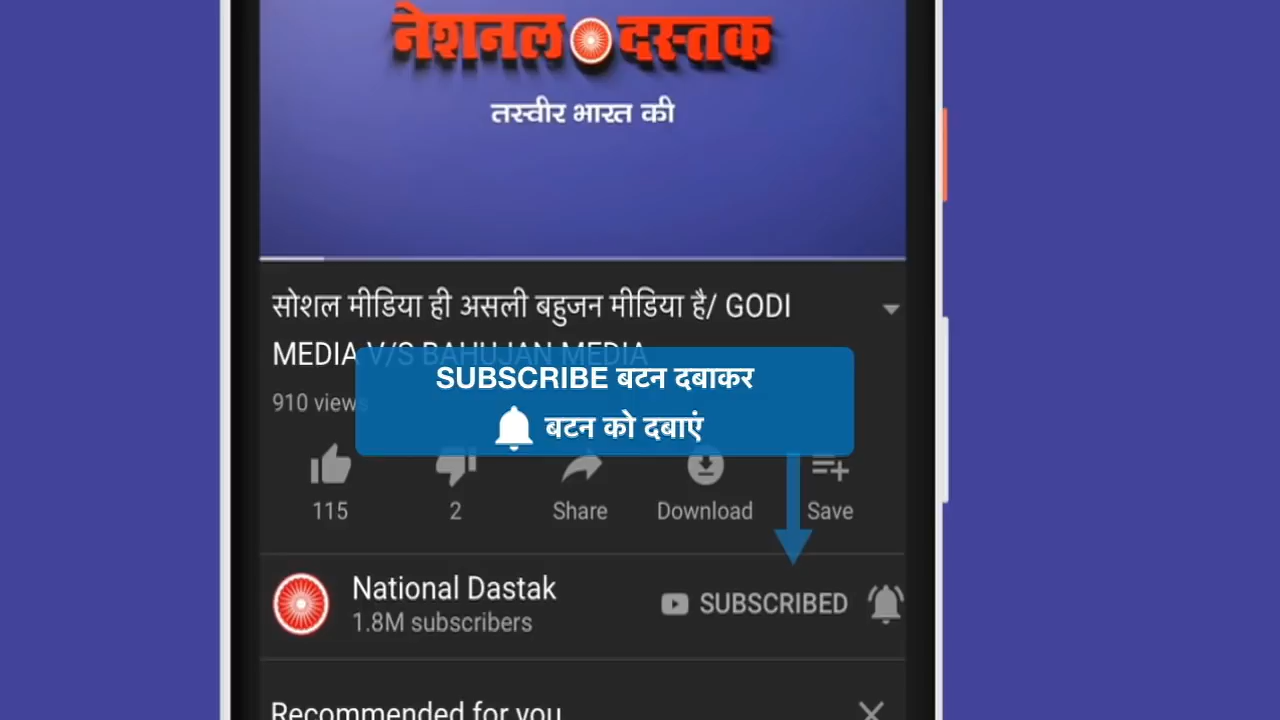 नेशनल दस्तक
तस्वीर भारत की
सोशल मीडिया ही असली बहुजन मीडिया है/ GODI
MEDIA V/S BAHUJAN MEDIA
910 views
SUBSCRIBE बटन दबाकर
बटन को दबाएं
115
2
Share
Download
Save
National Dastak
1.8M subscribers
SUBSCRIBED
Recommended for you